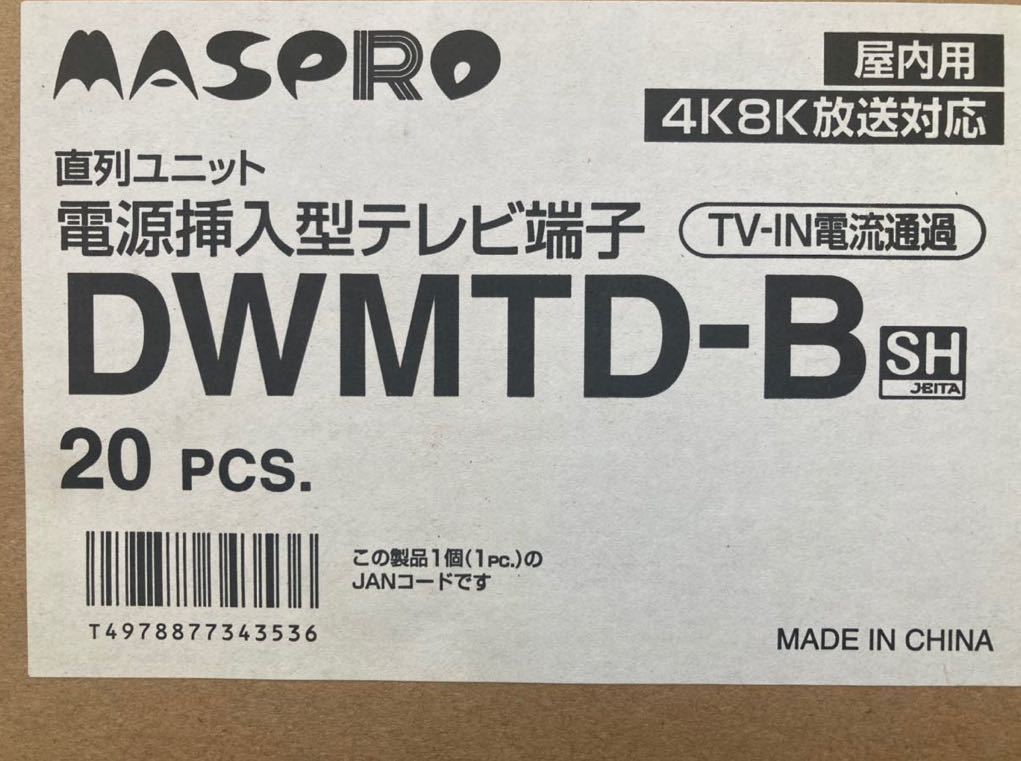 MASPRO
屋内用
4K8K放送対応
直列ユニット
電源挿入型テレビ端子
TV-IN電流通過
DWMTD-B
SH
JEITA
20 PCS.
この製品1個(1PC.)の
JANコードです
T4978877343536
MADE IN CHINA